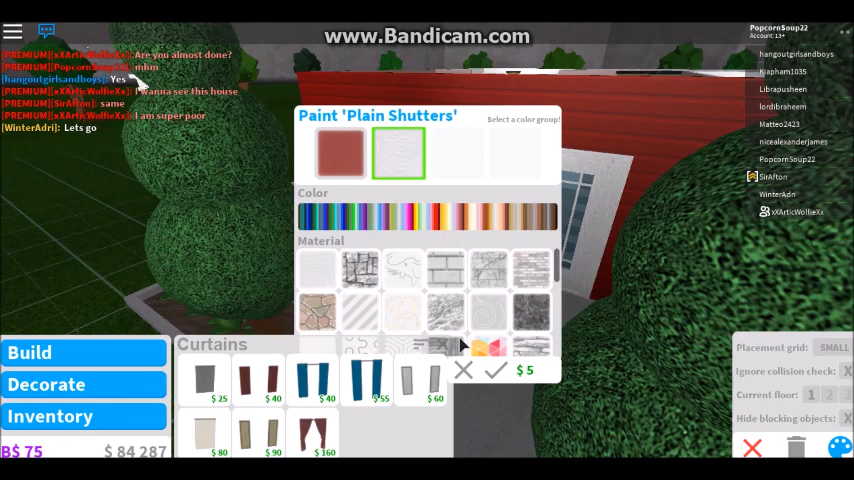 www.Bandicam.com
PopcornSoup22
Account: 13+
[PREMIUM][xXArticWolfieXx]: Are you almost done?
mhm
[hangoutgirlsandboys]: Yes
[PREMIUM][xXArticWolfieXx]: I wanna see this house
[PREMIUM][SirAfton]: same
[PREMIUM][xXArticWolfieXx]: I am super poor
[WinterAdri]: Lets go
hangoutgirlsandboys
Kiapham1035
Librapusheen
lordibraheem
Matteo2423
nicealexanderjames
PopcornSoup22
SirAfton
WinterAdri
xXArticWolfieXx
Paint 'Plain Shutters'
Select a color group!
Color
Material
$ 5
Build
Decorate
Inventory
B$ 75
$ 84 287
Curtains
$ 25
$ 40
$ 40
$ 55
$ 60
$ 80
$ 90
$ 160
Placement grid: SMALL
Ignore collision check: X
Current floor: 1 2
Hide blocking objects: X